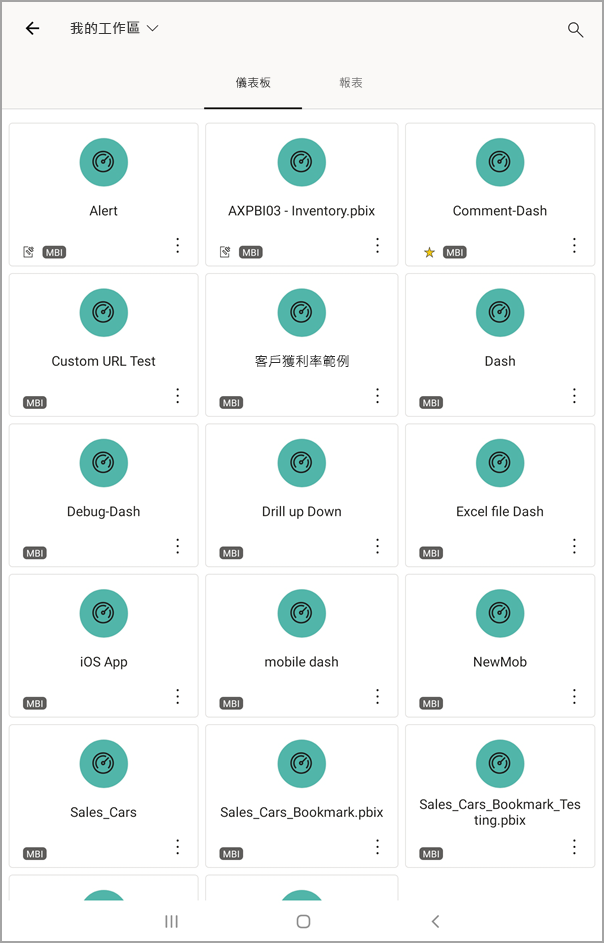 我的工作區
儀表板
報表
Alert
MBI
AXPBI03 - Inventory.pbix
MBI
Comment-Dash
MBI
Custom URL Test
MBI
客戶獲利率範例
MBI
Dash
MBI
Debug-Dash
MBI
Drill up Down
MBI
Excel file Dash
MBI
iOS App
MBI
mobile dash
MBI
NewMob
MBI
Sales_Cars
MBI
Sales_Cars_Bookmark.pbix
MBI
Sales_Cars_Bookmark_Tes
ting.pbix
MBI